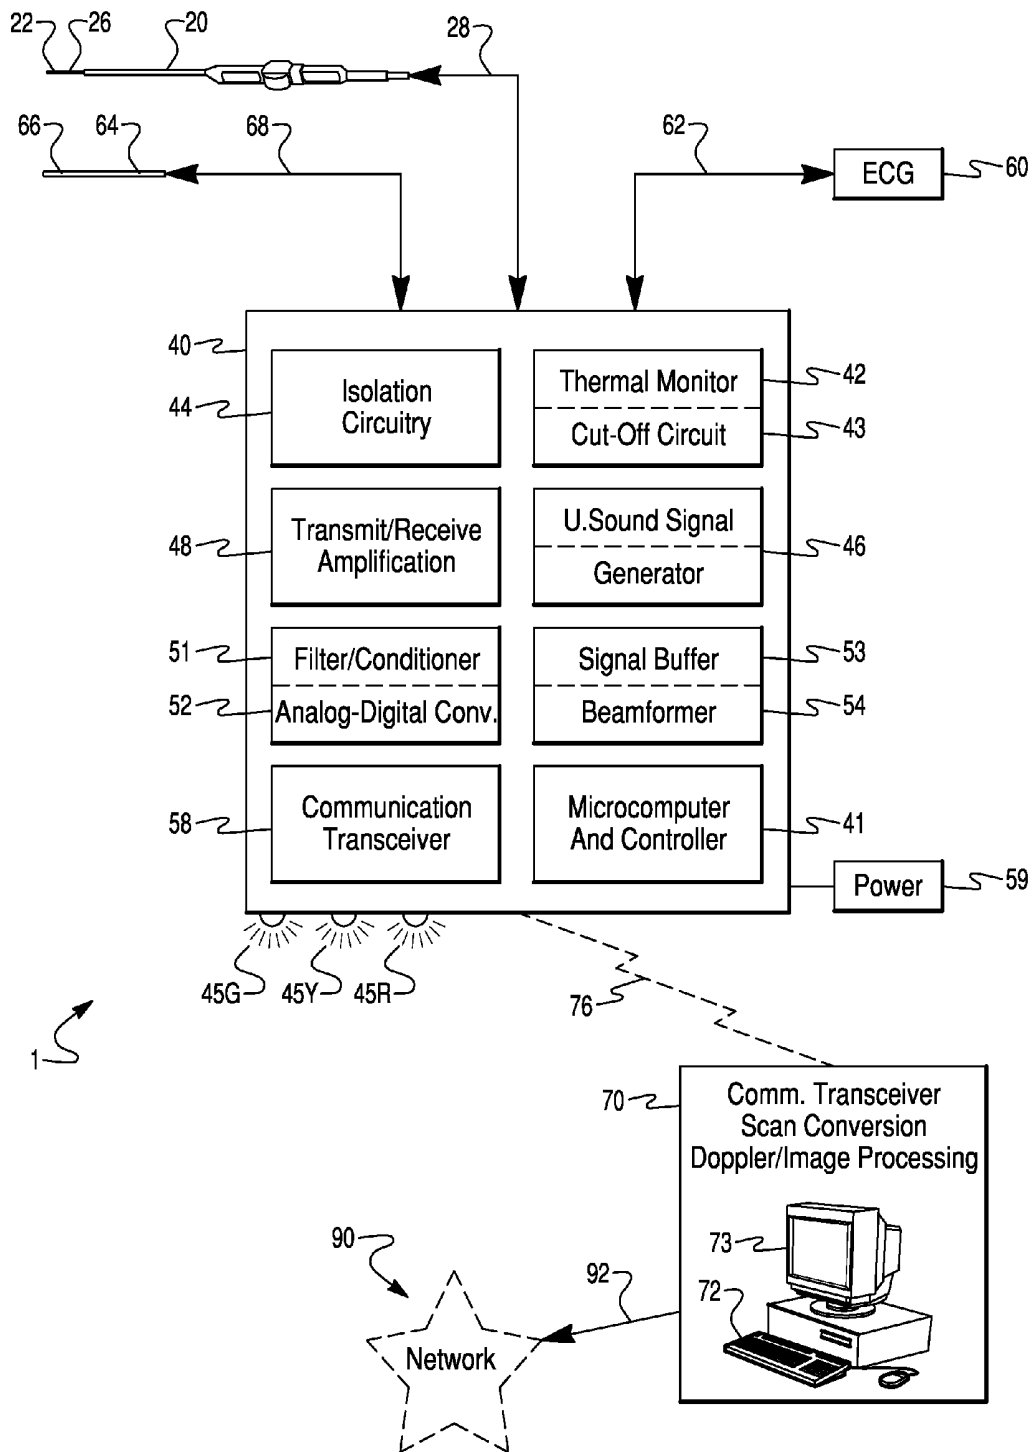 22
26
20
28
66
64
68
62
ECG
60
40
Isolation
Circuitry
44
Thermal Monitor
42
Cut-Off Circuit
43
Transmit/Receive
Amplification
48
U.Sound Signal
Generator
46
51
Filter/Conditioner
52
Analog-Digital Conv.
Signal Buffer
53
Beamformer
54
58
Communication
Transceiver
Microcomputer
And Controller
41
Power
59
45G
45Y
45R
76
1
70
Comm. Transceiver
Scan Conversion
Doppler/Image Processing
73
72
90
92
Network